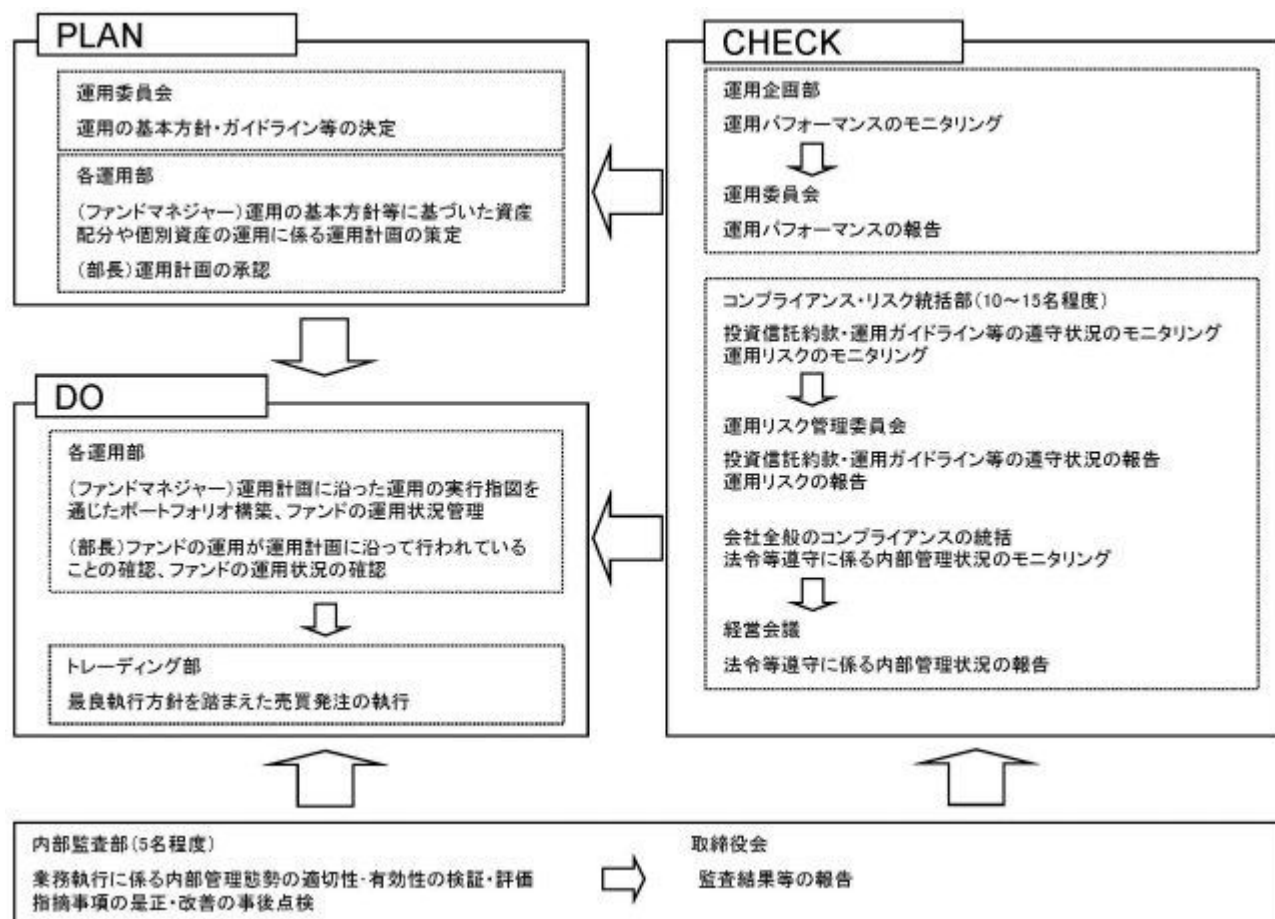 PLAN
運用委員会
運用の基本方針・ガイドライン等の決定
各運用部
(ファンドマネジャー)運用の基本方針等に基づいた資産
配分や個別資産の運用に係る運用計画の策定
(部長)運用計画の承認
DO
各運用部
(ファンドマネジャー)運用計画に沿った運用の実行指図を
通じたポートフォリオ構築、ファンドの運用状況管理
(部長)ファンドの運用が運用計画に沿って行われている
ことの確認、ファンドの運用状況の確認
トレーディング部
最良執行方針を踏まえた売買発注の執行
CHECK
運用企画部
運用パフォーマンスのモニタリング
運用委員会
運用パフォーマンスの報告
コンプライアンス・リスク統括部(10~15名程度)
投資信託約款・運用ガイドライン等の遵守状況のモニタリング
運用リスクのモニタリング
運用リスク管理委員会
投資信託約款・運用ガイドライン等の遵守状況の報告
運用リスクの報告
会社全般のコンプライアンスの統括
法令等遵守に係る内部管理状況のモニタリング
経営会議
法令等遵守に係る内部管理状況の報告
内部監査部(5名程度)
業務執行に係る内部管理態勢の適切性・有効性の検証・評価
指摘事項の是正・改善の事後点検
取締役会
監査結果等の報告